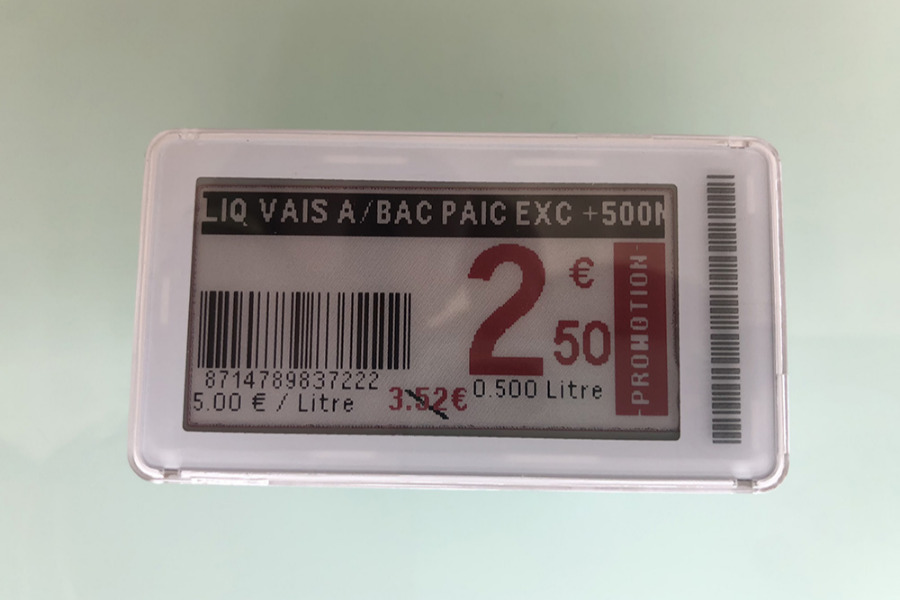 LIQ VAIS A/BAC PAIC EXC +500M
2 € 50
-PROMOTION-
8714789837222
5.00 € / Litre
3.52€
0.500 Litre